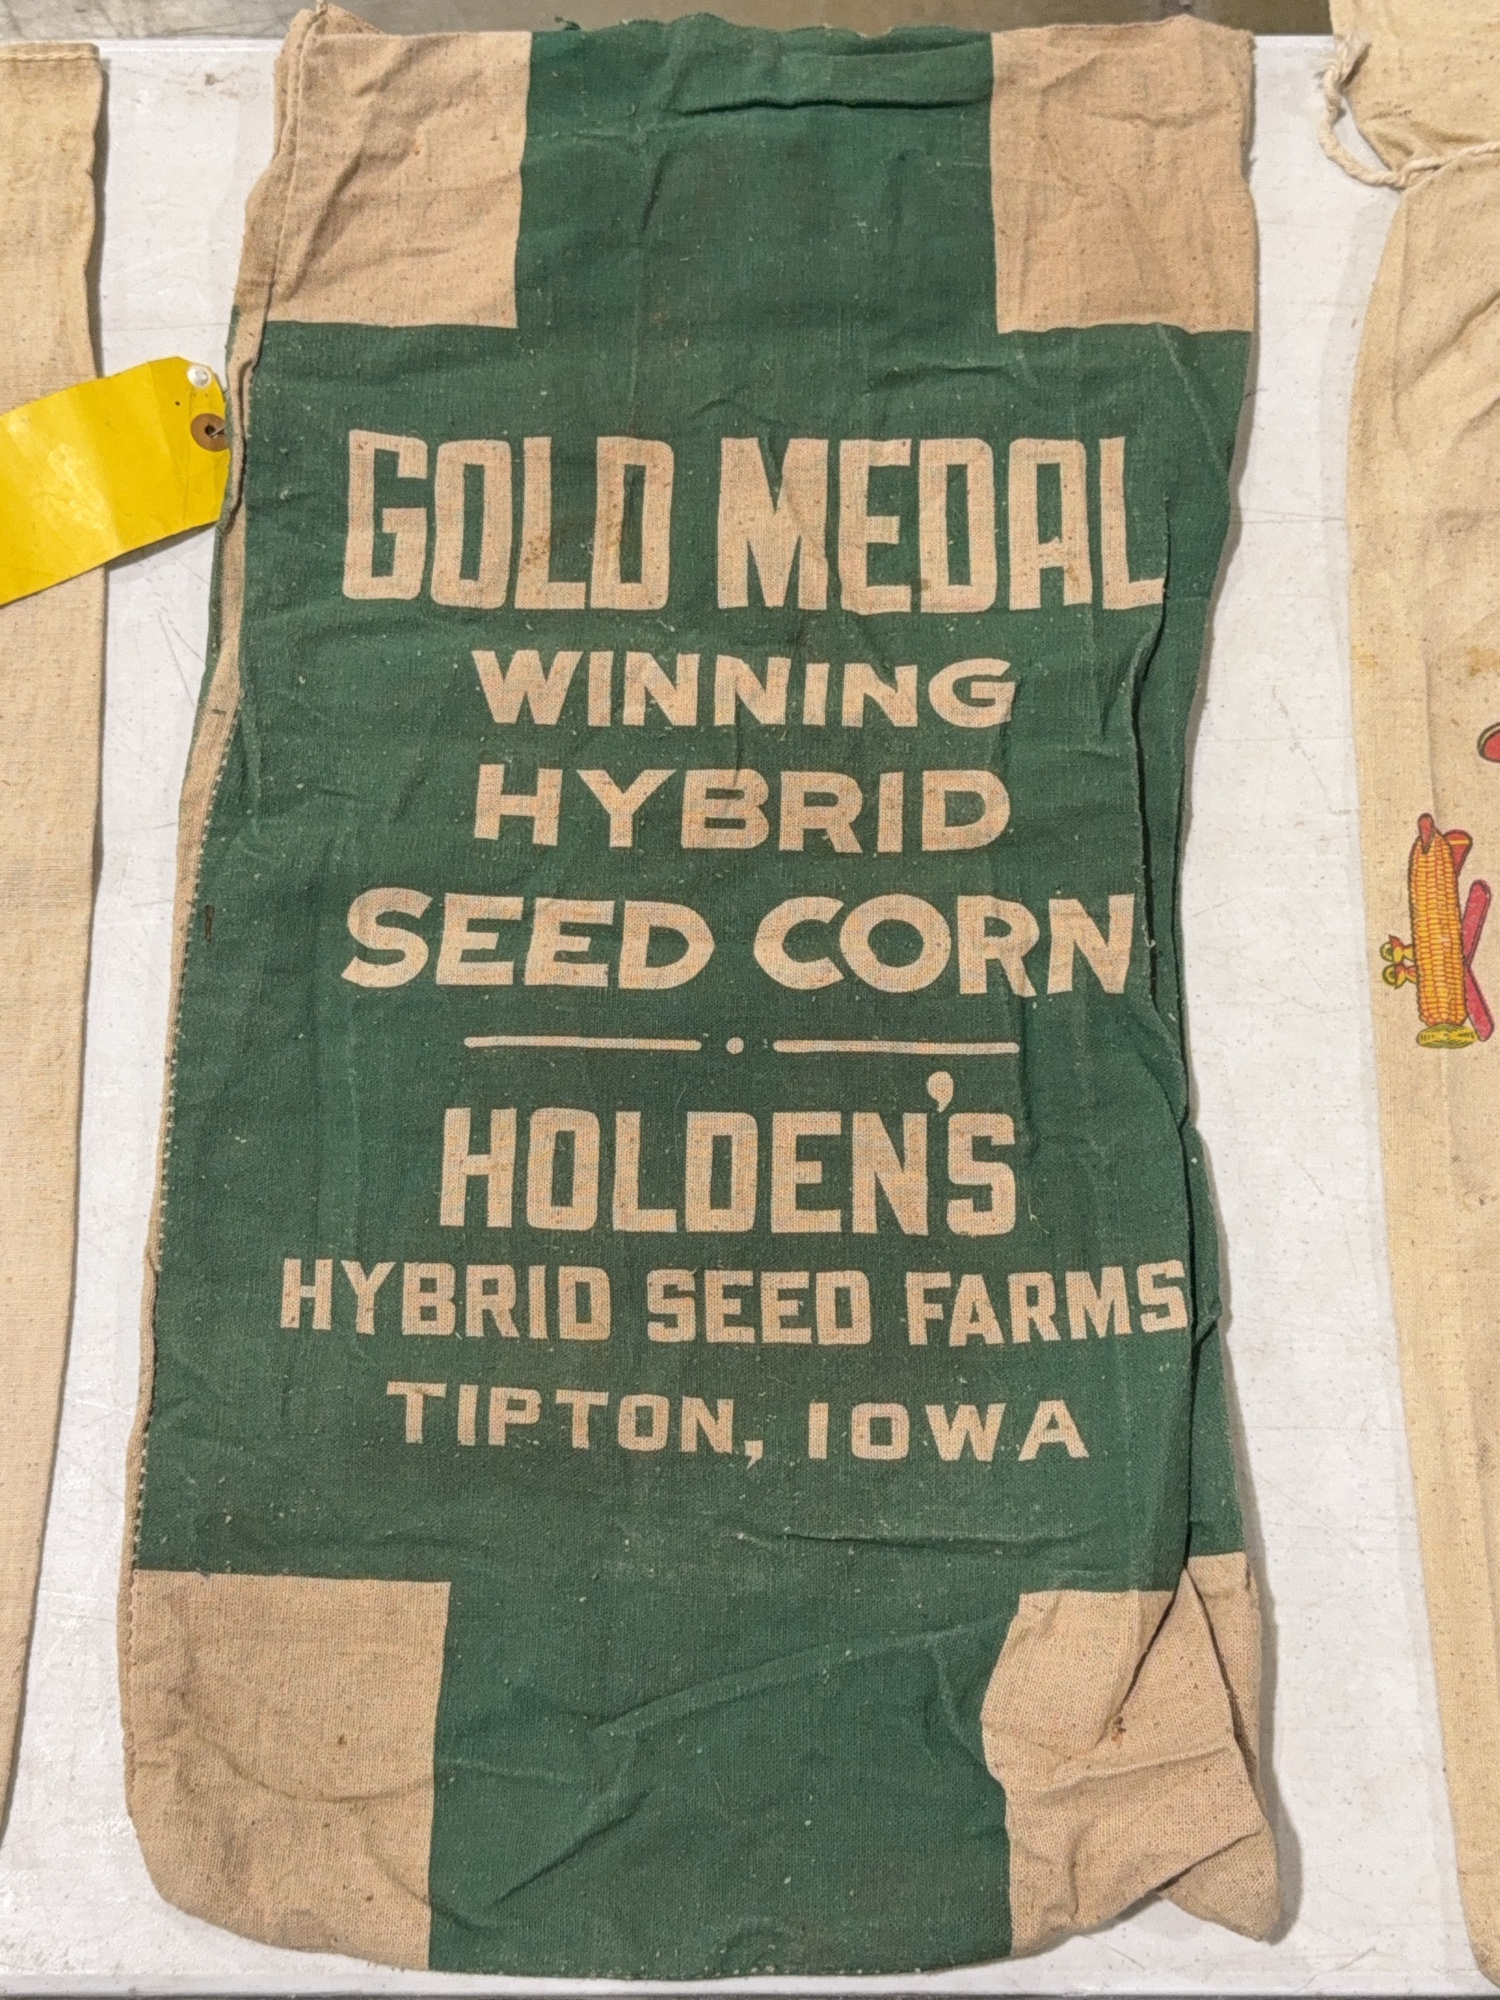 GOLD MEDAL
WINNING
HYBRID
SEED CORN
HOLDEN'S
HYBRID SEED FARMS
TIPTON, IOWA